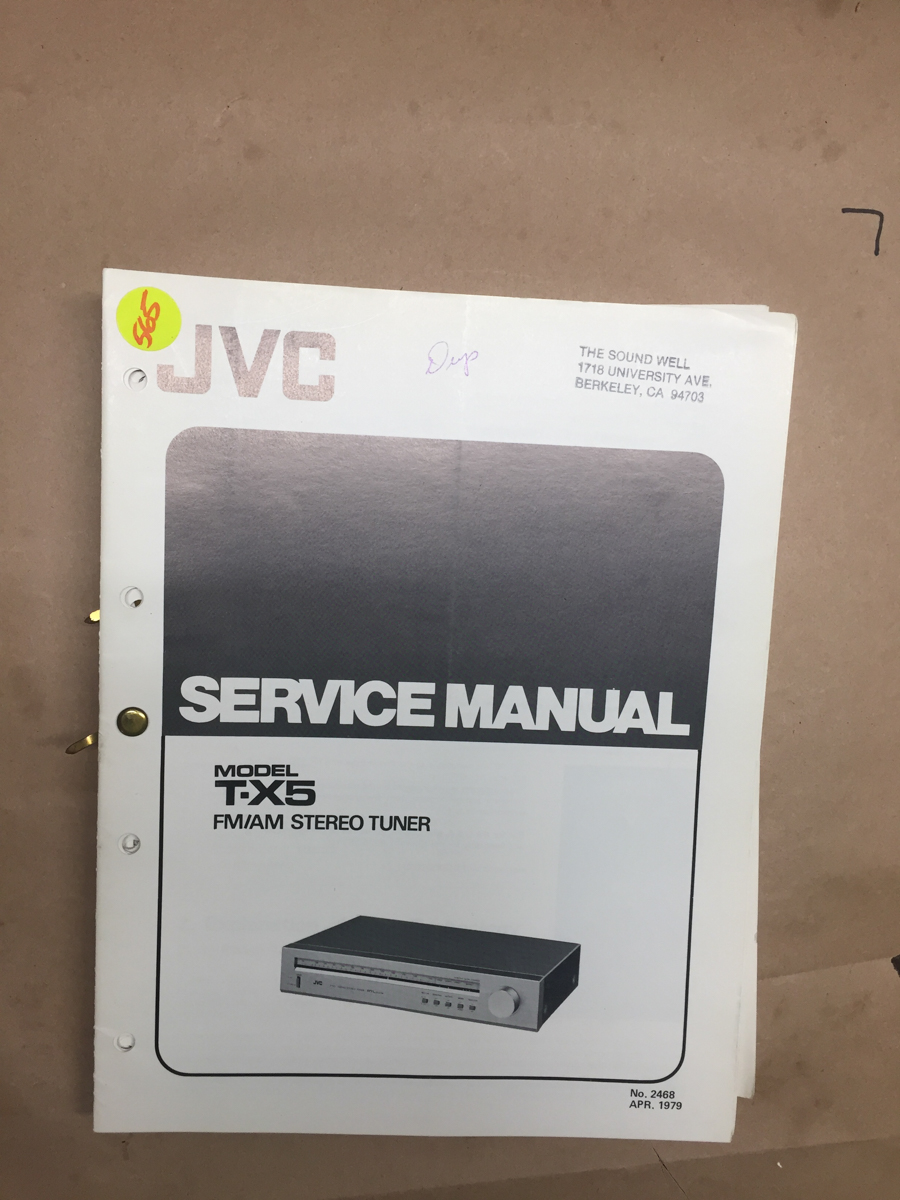 565
JVC
Dup
THE SOUND WELL
1718 UNIVERSITY AVE.
BERKELEY, CA 94703
SERVICE MANUAL
MODEL
T-X5
FM/AM STEREO TUNER
JVC
No. 2468
APR. 1979